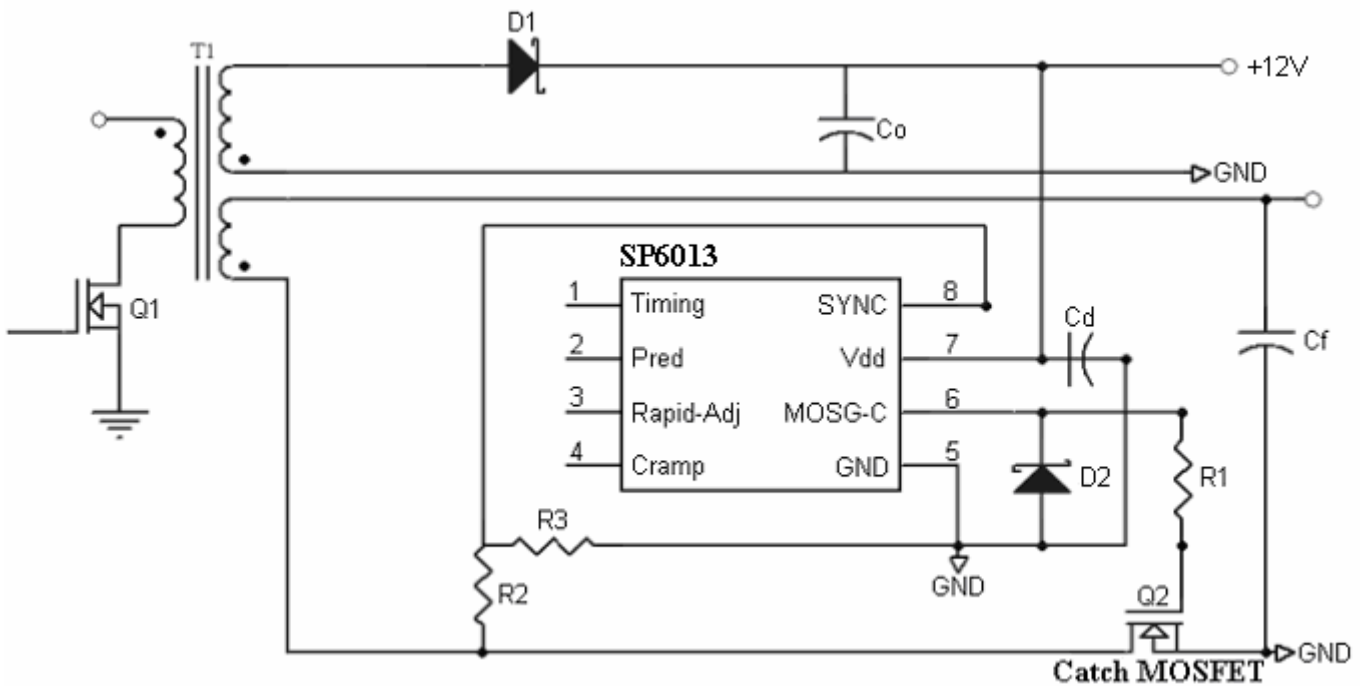 D1
T1
+12V
Co
GND
SP6013
Q1
1 Timing SYNC 8
Cd
Cf
2 Pred Vdd 7
3 Rapid-Adj MOSG-C 6
4 Cramp GND 5
D2
R1
R3
R2
GND
Q2
GND
Catch MOSFET